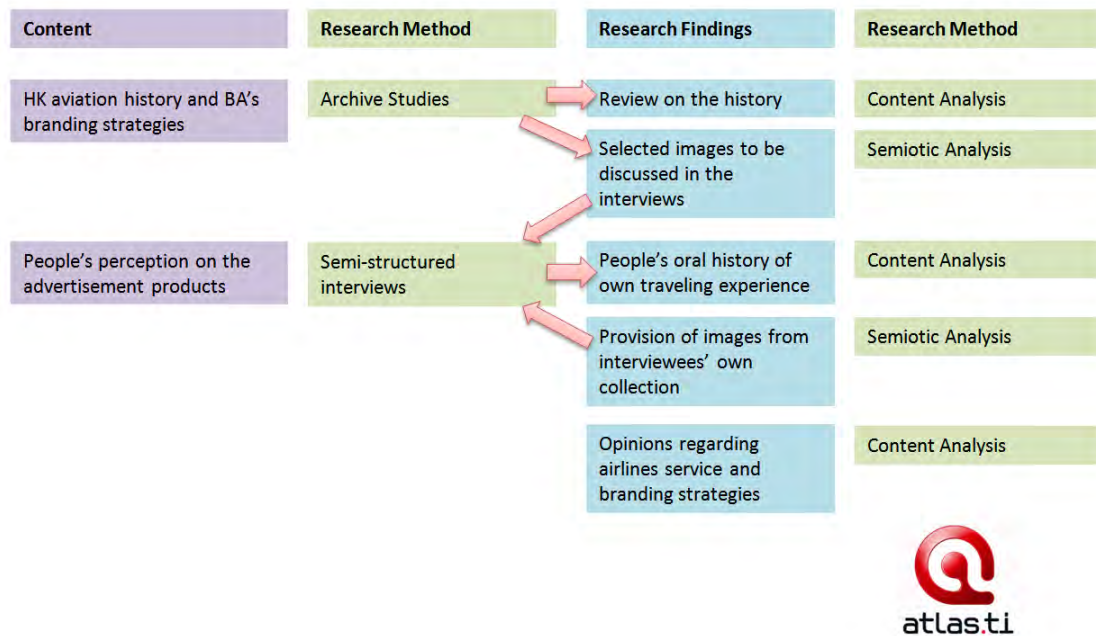 Content
Research Method
Research Findings
Research Method
HK aviation history and BA's
branding strategies
Archive Studies
Review on the history
Content Analysis
Selected images to be
discussed in the
interviews
Semiotic Analysis
People's perception on the
advertisement products
Semi-structured
interviews
People's oral history of
own traveling experience
Content Analysis
Provision of images from
interviewees' own
collection
Semiotic Analysis
Opinions regarding
airlines service and
branding strategies
Content Analysis
atlas.ti